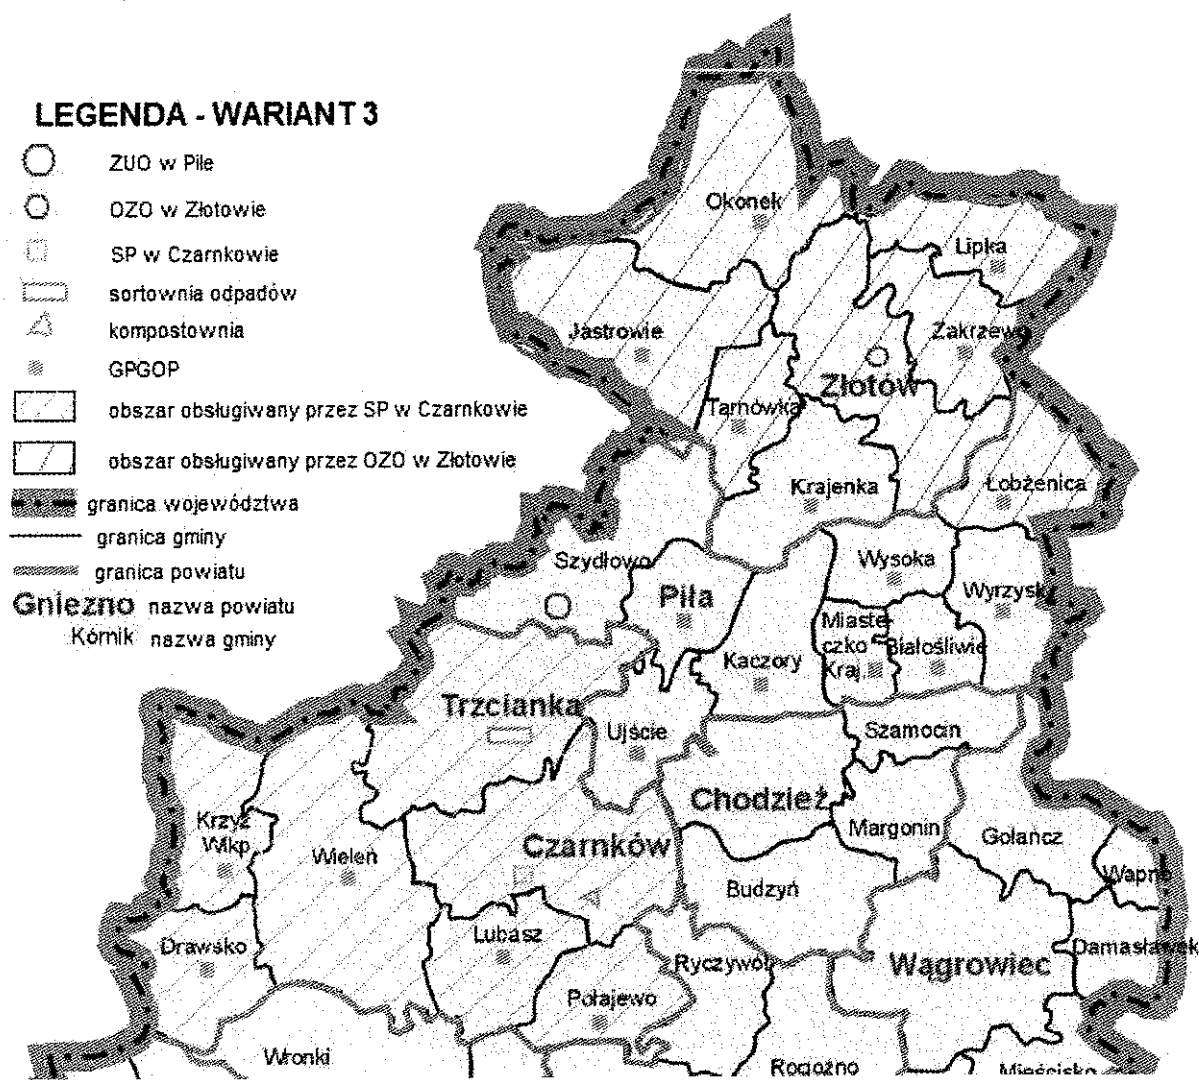 LEGENDA - WARIANT 3
ZUO w Pile
OZO w Złotowie
SP w Czarnkowie
sortownia odpadów
kompostownia
GPGOP
obszar obsługiwany przez SP w Czarnkowie
obszar obsługiwany przez OZO w Złotowie
granica województwa
granica gminy
granica powiatu
Gniezno nazwa powiatu
Kórnik nazwa gminy
Okonek
Lipka
Jastrowie
Zakrzewo
Złotów
Tarnówka
Krajenka
Łobżenica
Szydłowo
Wysoka
Piła
Wyrzysk
Miaste
czko
Kraj.
Białośliwie
Kaczory
Trzcianka
Ujście
Szamocin
Chodzież
Krzyż
Wlkp.
Wieleń
Czarnków
Margonin
Gołańcz
Wapno
Budzyń
Drawsko
Lubasz
Ryczywół
Wągrowiec
Damasławek
Połajewo
Wronki
Rogoźno
Mieścisko